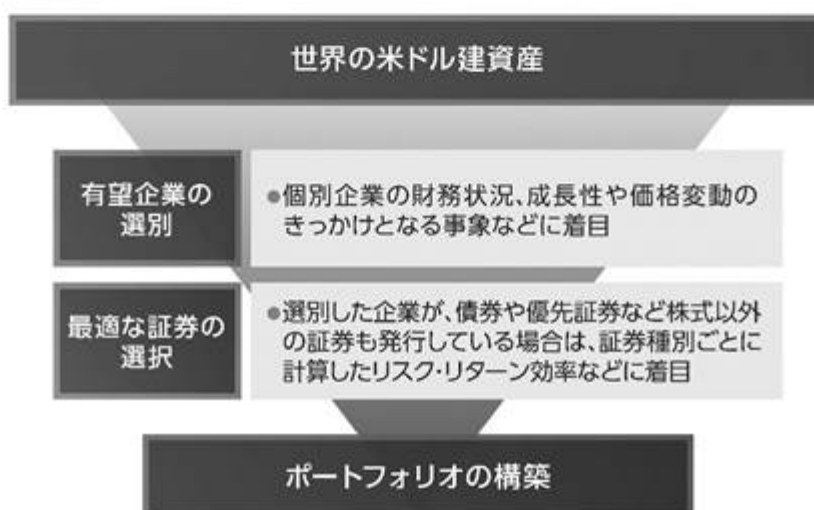 世界の米ドル建資産
有望企業の
選別
●個別企業の財務状況、成長性や価格変動の
きっかけとなる事象などに着目
最適な証券の
選択
●選別した企業が、債券や優先証券など株式以外
の証券も発行している場合は、証券種別ごとに
計算したリスク・リターン効率などに着目
ポートフォリオの構築